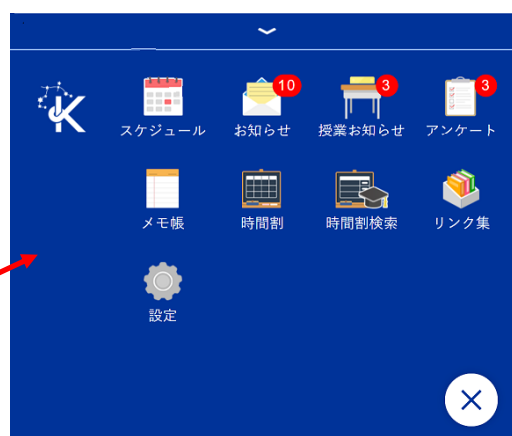 K
スケジュール
10
お知らせ
3
授業お知らせ
3
アンケート
メモ帳
時間割
時間割検索
リンク集
設定